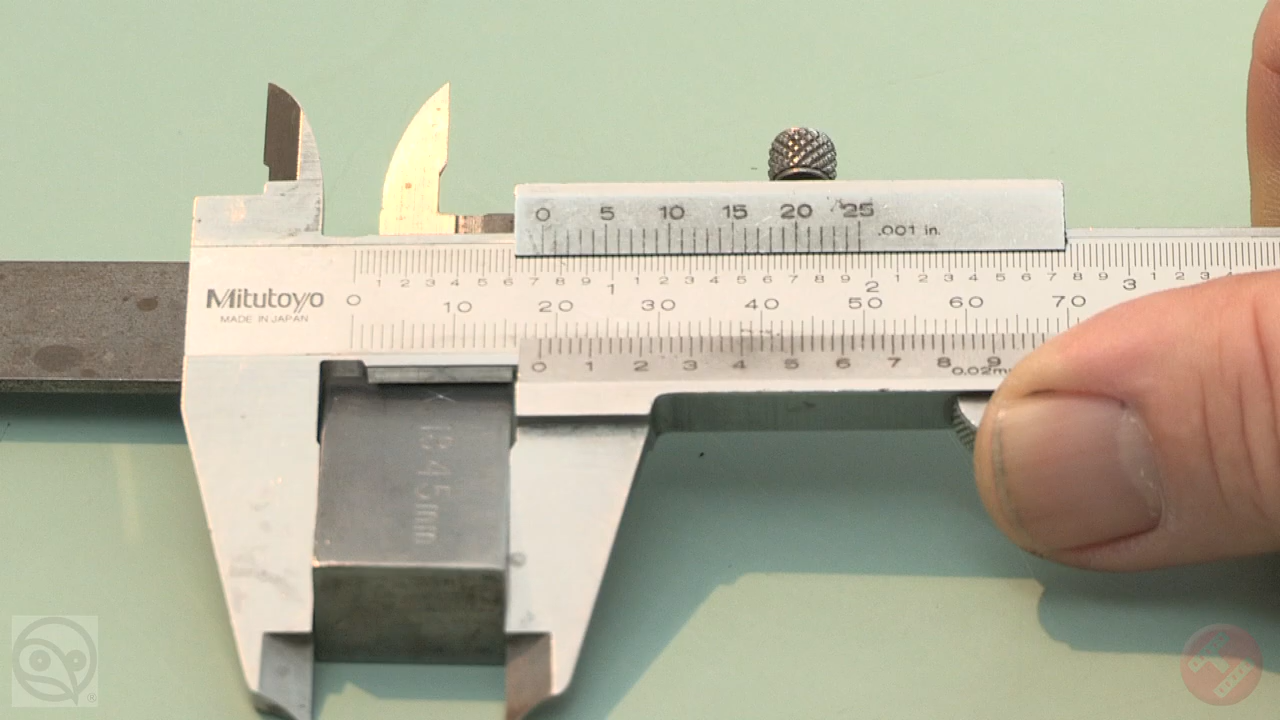 0 5 10 15 20 25
.001 in.
1 2 3 4 5 6 7 8 9 1 1 2 3 4 5 6 7 8 9 2 1 2 3 4 5 6 7 8 9 3 1 2 3 4
Mitutoyo
MADE IN JAPAN
0 10 20 30 40 50 60 70
0 1 2 3 4 5 6 7 8 9
18.45mm